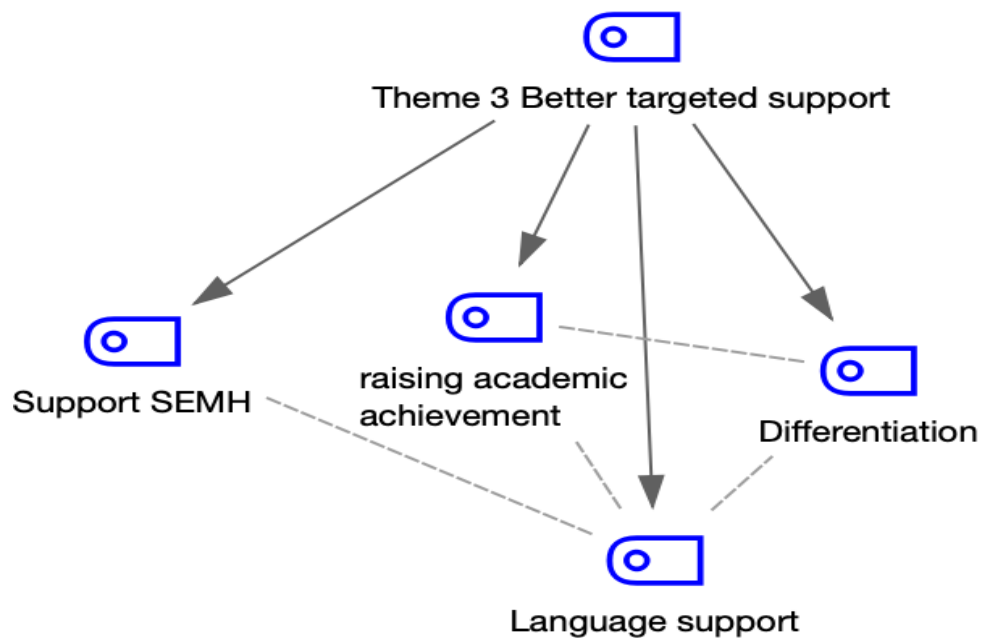 Theme 3 Better targeted support
raising academic
achievement
Support SEMH
Differentiation
Language support